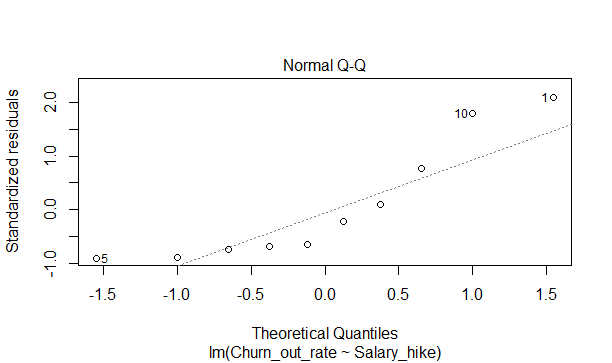 Normal Q-Q
Standardized residuals
2.0
1.0
0.0
-1.0
1
10
5
-1.5 -1.0 -0.5 0.0 0.5 1.0 1.5
Theoretical Quantiles
lm(Churn_out_rate ~ Salary_hike)